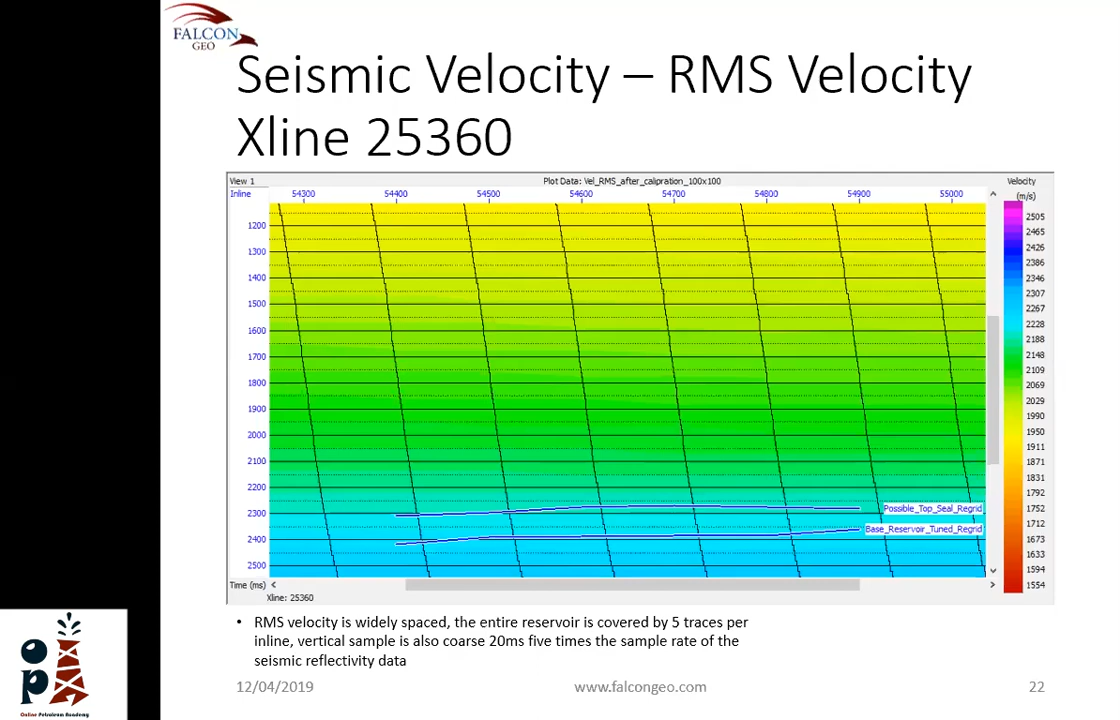 FALCON
GEO
Seismic Velocity – RMS Velocity
Xline 25360
View 1 Plot Data: Vel_RMS_after_calipration_100x100 Velocity
Inline 54300 54400 54500 54600 54700 54800 54900 55000 (m/s)
1200
1300
1400
1500
1600
1700
1800
1900
2000
2100
2200
2300
2400
2500
Possible_Top_Seal_Regrid
Base_Reservoir_Tuned_Regrid
2505
2465
2426
2386
2346
2307
2267
2228
2188
2148
2109
2069
2029
1990
1950
1911
1871
1831
1792
1752
1712
1673
1633
1594
1554
Time (ms)
Xline: 25360
• RMS velocity is widely spaced, the entire reservoir is covered by 5 traces per
inline, vertical sample is also coarse 20ms five times the sample rate of the
seismic reflectivity data
12/04/2019 www.falcongeo.com 22
OPA
Online Petroleum Academy